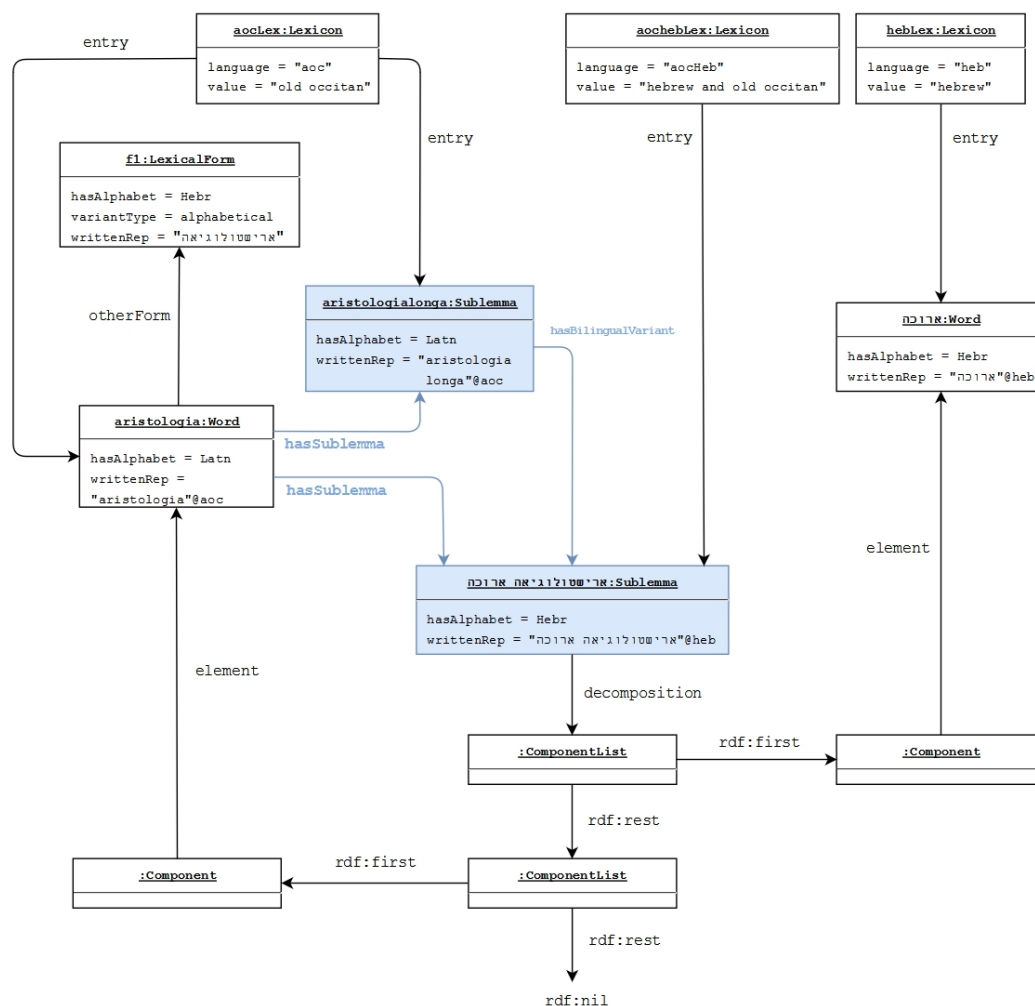 aocLex:Lexicon
language = "aoc"
value = "old occitan"
aochebLex:Lexicon
language = "aocHeb"
value = "hebrew and old occitan"
hebLex:Lexicon
language = "heb"
value = "hebrew"
entry
entry
entry
entry
f1:LexicalForm
hasAlphabet = Hebr
variantType = alphabetical
writtenRep = "ארישטולוגיאה"
otherForm
aristologialonga:Sublemma
hasAlphabet = Latn
writtenRep = "aristologia
longa"@aoc
hasBilingualVariant
ארוכה:Word
hasAlphabet = Hebr
writtenRep = "ארוכה"@heb
aristologia:Word
hasAlphabet = Latn
writtenRep =
"aristologia"@aoc
hasSublemma
hasSublemma
element
ארישטולוגיאה ארוכה:Sublemma
hasAlphabet = Hebr
writtenRep = "ארישטולוגיאה ארוכה"@heb
element
decomposition
:ComponentList
rdf:first
:Component
rdf:rest
:Component
rdf:first
:ComponentList
rdf:rest
rdf:nil